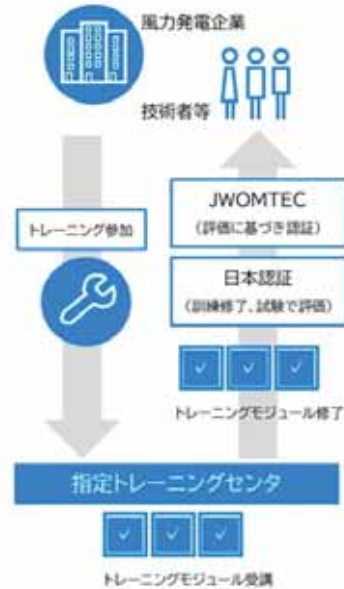 風力発電企業
技術者等
トレーニング参加
JWOMTEC
(評価に基づき認証)
日本認証
(訓練修了、試験で評価)
トレーニングモジュール修了
指定トレーニングセンタ
トレーニングモジュール受講